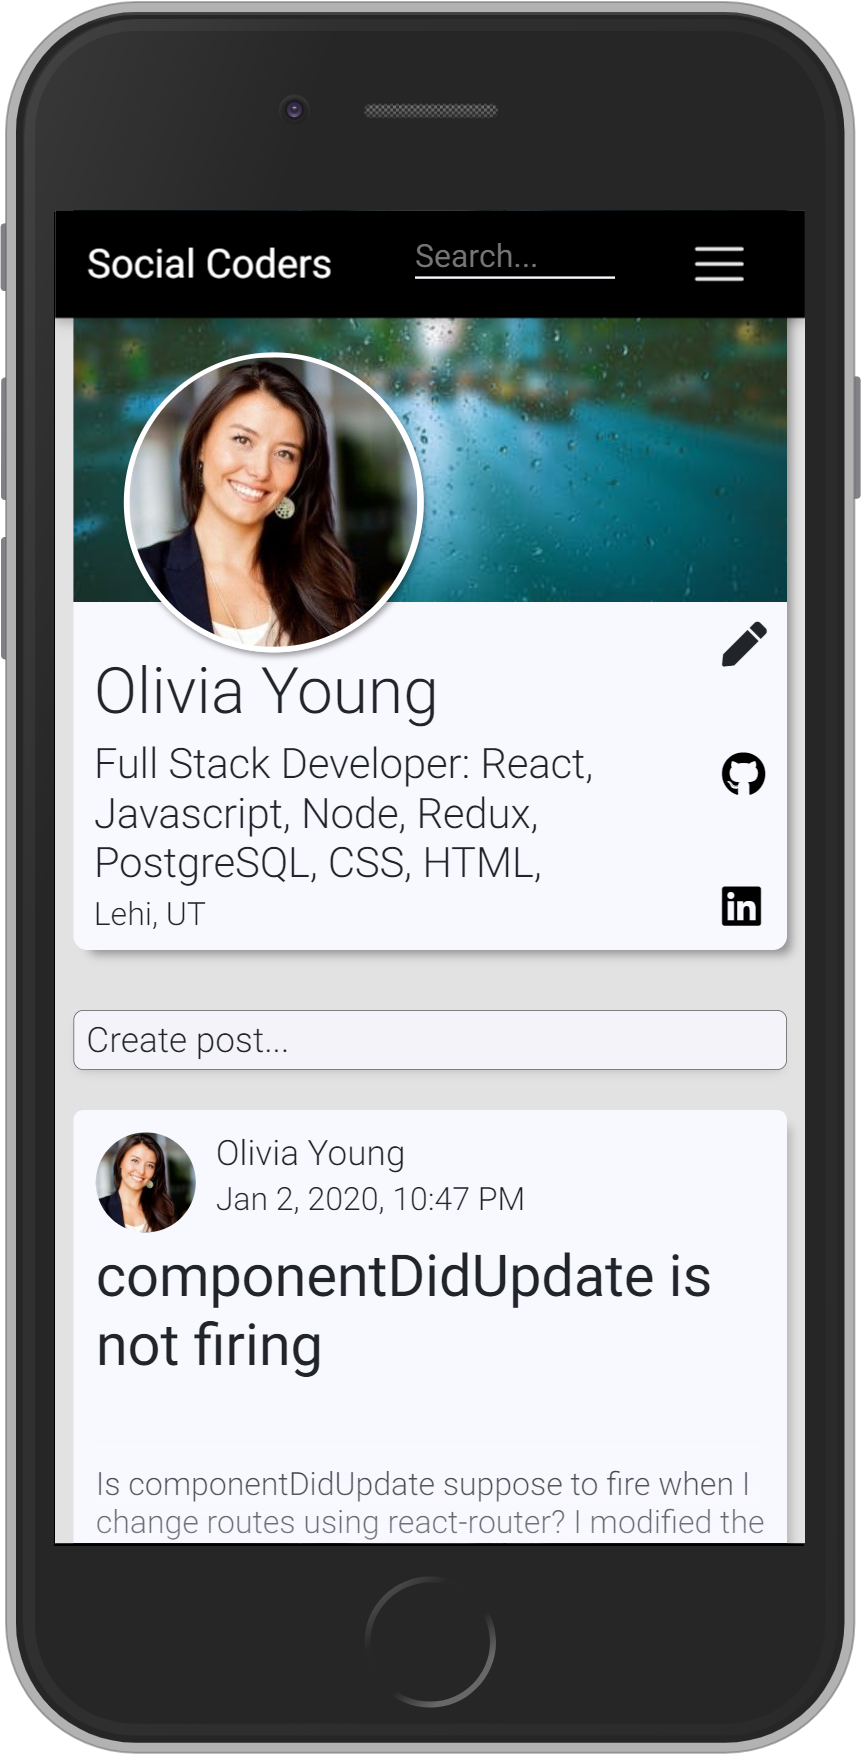 Social Coders
Search...
Olivia Young
Full Stack Developer: React,
Javascript, Node, Redux,
PostgreSQL, CSS, HTML,
Lehi, UT
in
Create post...
Olivia Young
Jan 2, 2020, 10:47 PM
componentDidUpdate is
not firing
Is componentDidUpdate suppose to fire when I
change routes using react-router? I modified the